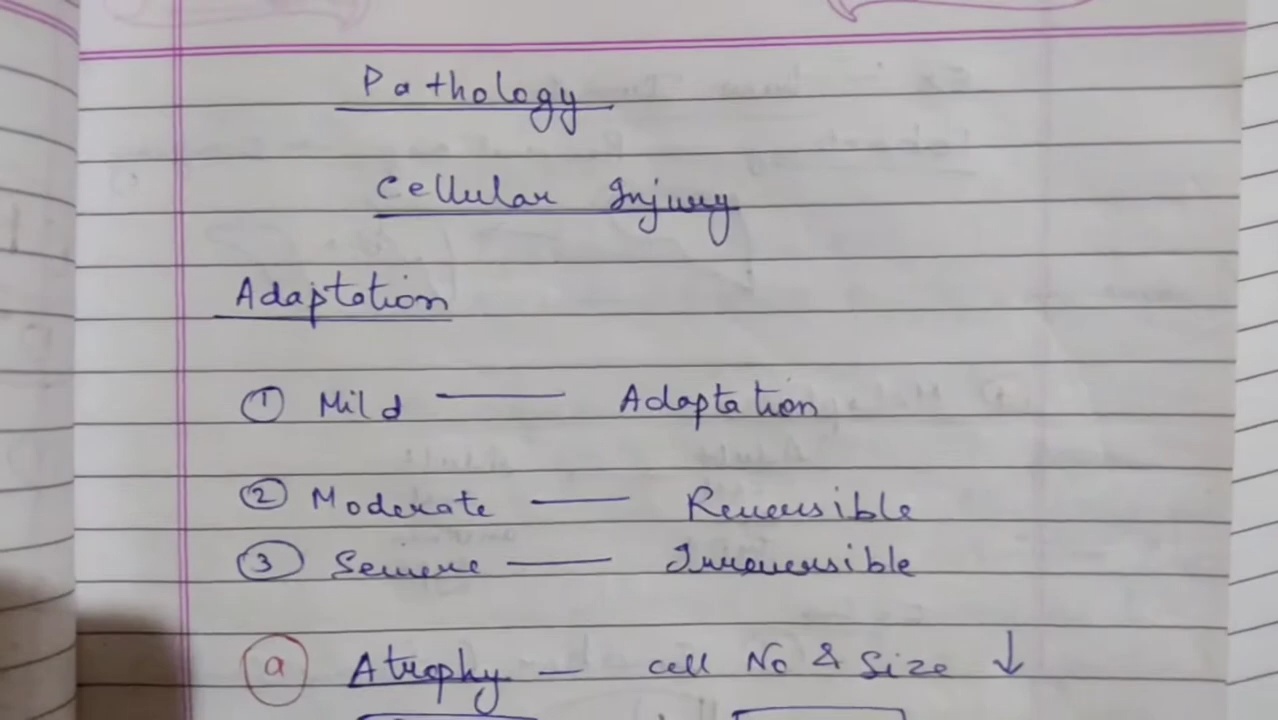 Pathology
Cellular Injury
Adaptation
① Mild —— Adaptation
② Moderate —— Reversible
③ Severe —— Irreversible
ⓐ Atrophy — cell No & Size ↓